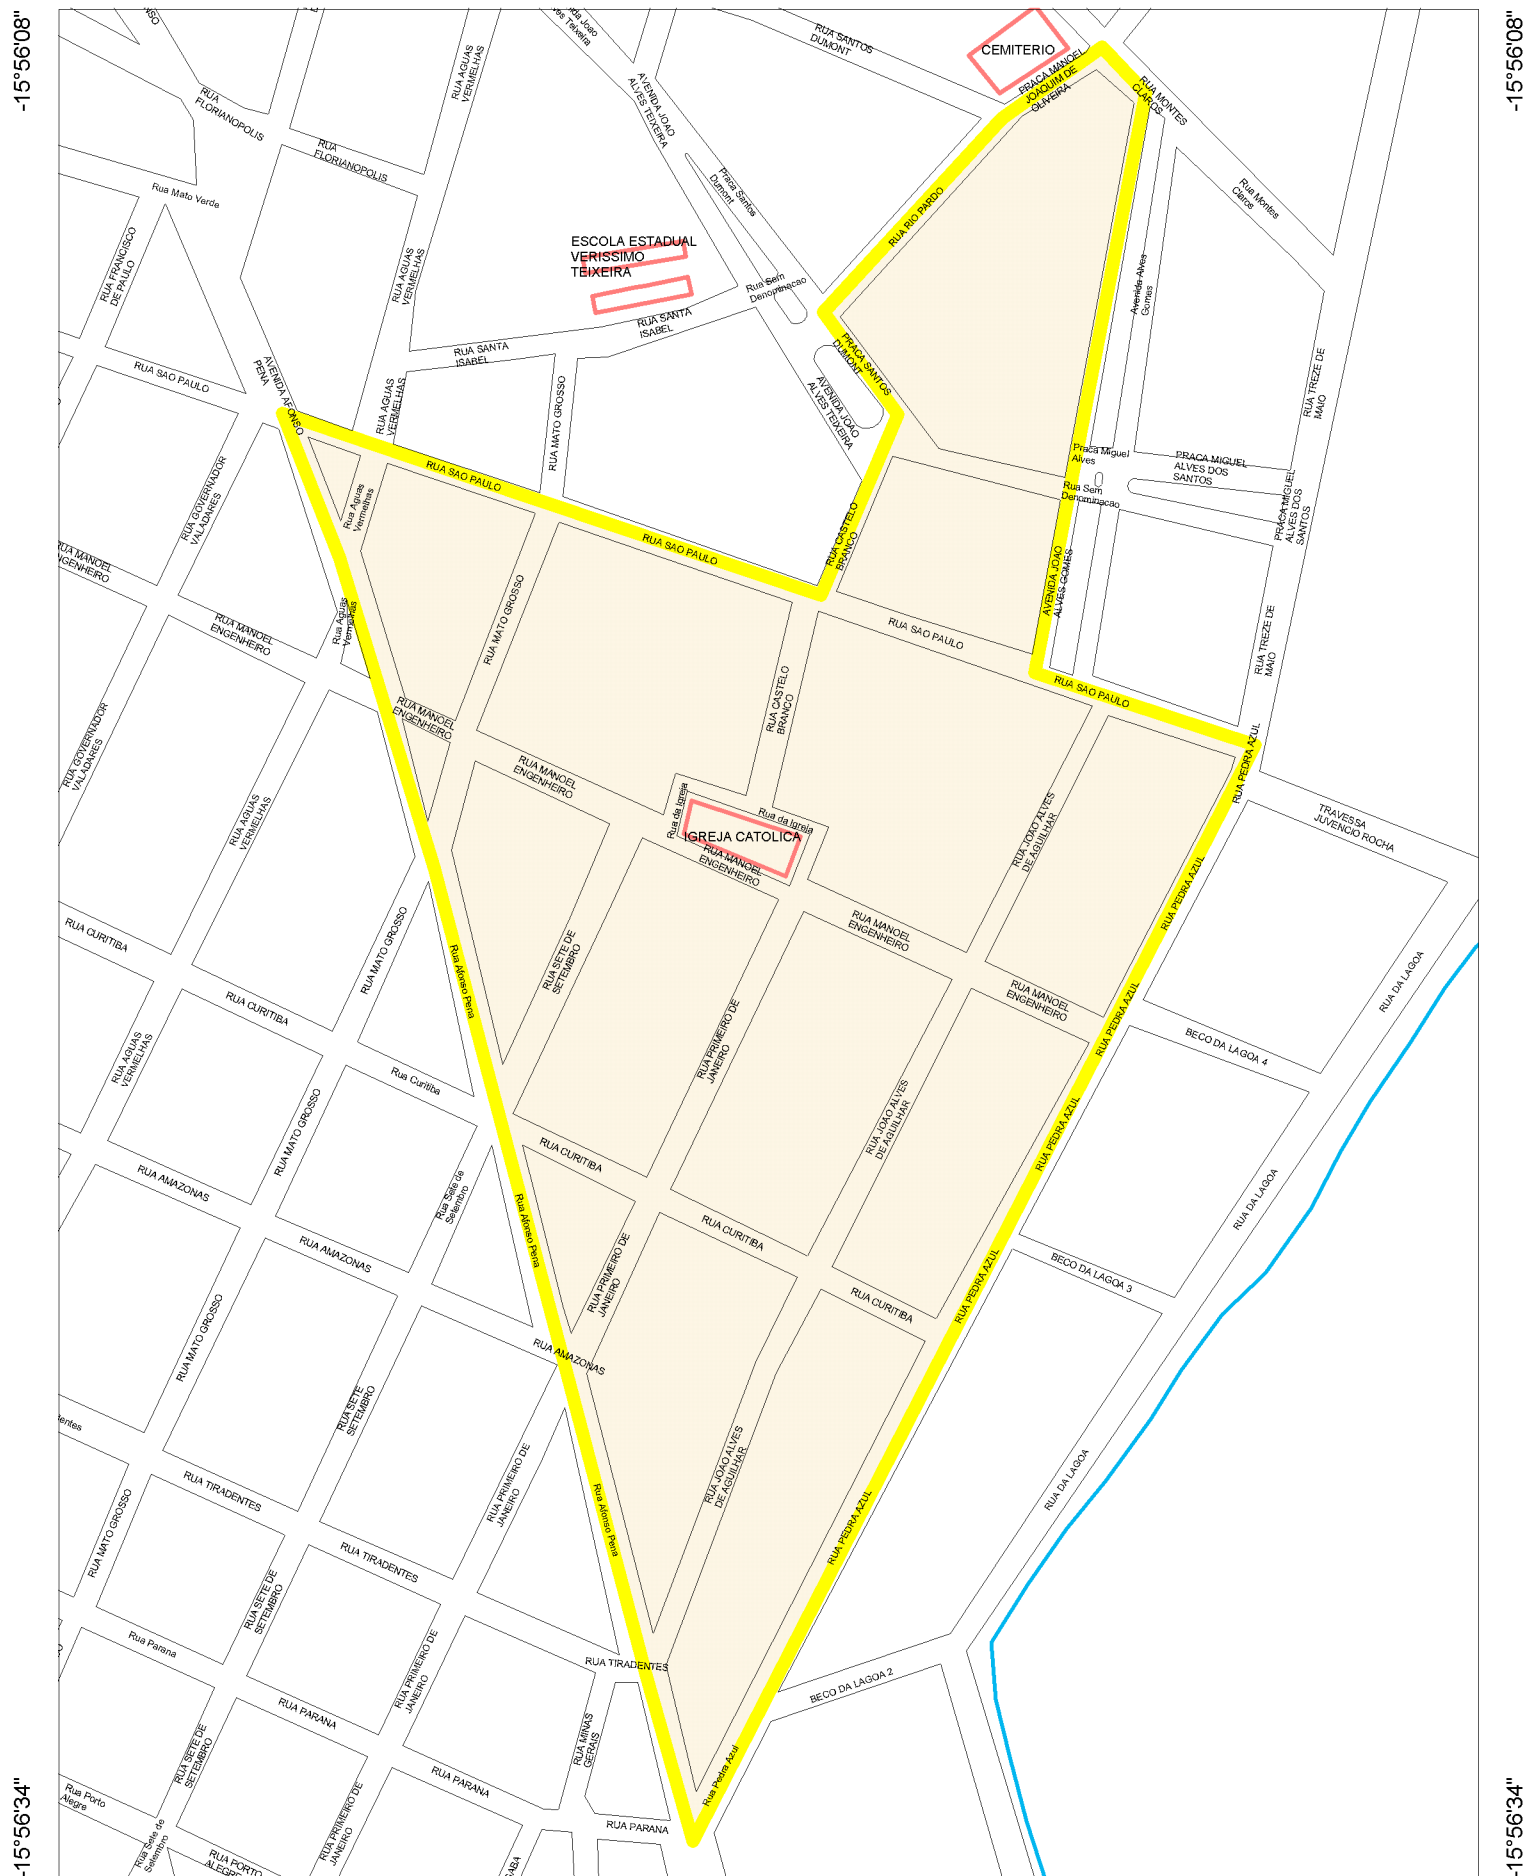 -15°56'08"
-15°56'08"
RUA SANTOS
DUMONT
CEMITERIO
PRACA MANOEL
JOAQUIM DE
OLIVEIRA
RUA MONTES
CLAROS
RUA AGUAS
VERMELHAS
RUA
FLORIANOPOLIS
RUA
FLORIANOPOLIS
AVENIDA JOAO
ALVES TEIXEIRA
Rua Mato Verde
Praca Santos
Dumont
Rua Montes
Claros
RUA RIO PARDO
RUA FRANCISCO
DE PAULO
RUA AGUAS
VERMELHAS
ESCOLA ESTADUAL
VERISSIMO
TEIXEIRA
Rua Sem
Denominacao
Avenida Alves
Gomes
RUA SANTA
ISABEL
RUA SANTA
ISABEL
PRACA SANTOS
DUMONT
RUA SAO PAULO
AVENIDA AFONSO
PENA
RUA AGUAS
VERMELHAS
RUA MATO GROSSO
AVENIDA JOAO
ALVES TEIXEIRA
RUA TREZE DE
MAIO
RUA SAO PAULO
Praca Miguel
Alves
PRACA MIGUEL
ALVES DOS
SANTOS
Rua Sem
Denominacao
PRACA MIGUEL
ALVES DOS
SANTOS
RUA GOVERNADOR
VALADARES
Rua Aguas
Vermelhas
RUA SAO PAULO
RUA CASTELO
BRANCO
RUA MANOEL
ENGENHEIRO
AVENIDA JOAO
ALVES GOMES
RUA MANOEL
ENGENHEIRO
Rua Aguas
Vermelhas
RUA MATO GROSSO
RUA SAO PAULO
RUA TREZE DE
MAIO
RUA SAO PAULO
RUA CASTELO
BRANCO
RUA MANOEL
ENGENHEIRO
RUA GOVERNADOR
VALADARES
RUA PEDRA AZUL
RUA MANOEL
ENGENHEIRO
RUA AGUAS
VERMELHAS
Rua da Igreja
Rua da Igreja
IGREJA CATOLICA
RUA MANOEL
ENGENHEIRO
RUA JOAO ALVES
DE AGUILHAR
TRAVESSA
JUVENCIO ROCHA
RUA PEDRA AZUL
RUA CURITIBA
RUA MATO GROSSO
RUA SETE DE
SETEMBRO
RUA MANOEL
ENGENHEIRO
RUA DA LAGOA
Rua Afonso Pena
RUA CURITIBA
RUA MANOEL
ENGENHEIRO
RUA PEDRA AZUL
RUA PRIMEIRO DE
JANEIRO
BECO DA LAGOA 4
RUA AGUAS
VERMELHAS
Rua Curitiba
RUA MATO GROSSO
RUA JOAO ALVES
DE AGUILHAR
RUA PEDRA AZUL
RUA CURITIBA
RUA AMAZONAS
Rua Sete de
Setembro
RUA DA LAGOA
Rua Afonso Pena
RUA CURITIBA
RUA AMAZONAS
RUA PRIMEIRO DE
JANEIRO
RUA PEDRA AZUL
BECO DA LAGOA 3
RUA CURITIBA
RUA MATO GROSSO
RUA AMAZONAS
RUA SETE
SETEMBRO
RUA JOAO ALVES
DE AGUILHAR
RUA DA LAGOA
RUA TIRADENTES
RUA PRIMEIRO DE
JANEIRO
Rua Afonso Pena
RUA PEDRA AZUL
RUA MATO GROSSO
RUA TIRADENTES
RUA SETE DE
SETEMBRO
Rua Parana
RUA PRIMEIRO DE
JANEIRO
RUA TIRADENTES
BECO DA LAGOA 2
RUA PARANA
RUA MINAS
GERAIS
RUA SETE DE
SETEMBRO
Rua Pedra Azul
RUA PARANA
Rua Porto
Alegre
RUA PARANA
RUA PRIMEIRO DE
JANEIRO
Rua Sete de
Setembro
RUA PORTO
ALEGRE
-15°56'34"
-15°56'34"